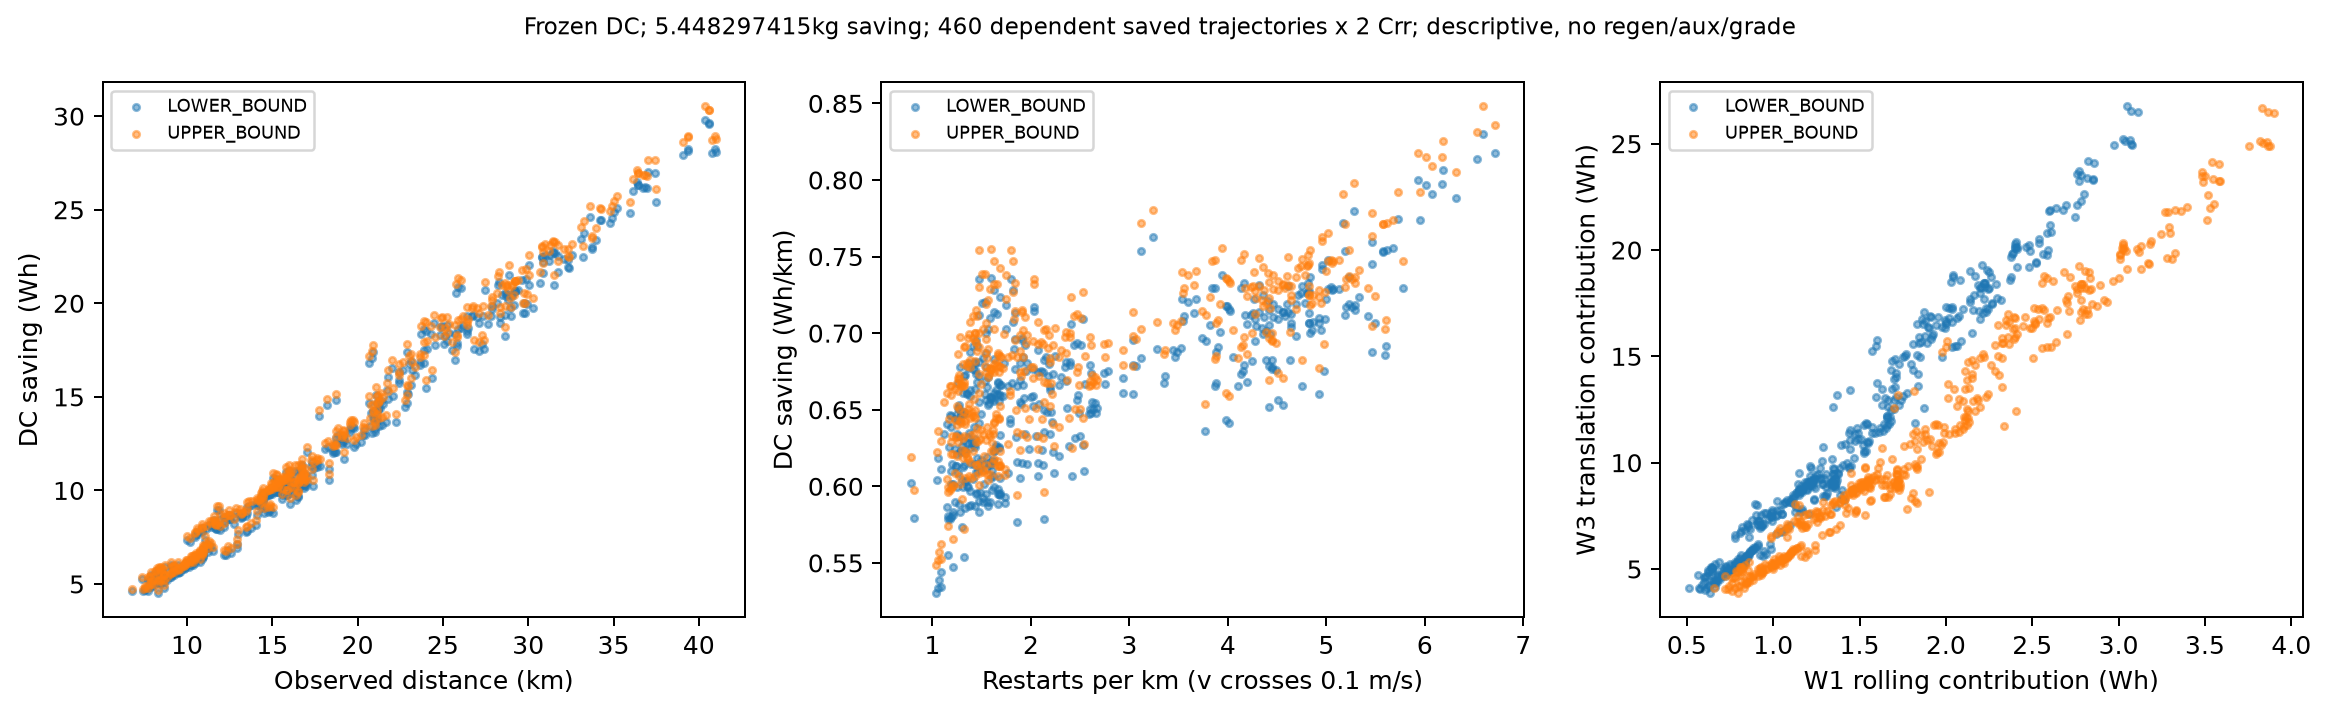 Frozen DC; 5.448297415kg saving; 460 dependent saved trajectories x 2 Crr; descriptive, no regen/aux/grade
DC saving (Wh)
30
25
20
15
10
5
LOWER_BOUND
UPPER_BOUND
10 15 20 25 30 35 40
Observed distance (km)
DC saving (Wh/km)
0.85
0.80
0.75
0.70
0.65
0.60
0.55
LOWER_BOUND
UPPER_BOUND
1 2 3 4 5 6 7
Restarts per km (v crosses 0.1 m/s)
W3 translation contribution (Wh)
25
20
15
10
5
LOWER_BOUND
UPPER_BOUND
0.5 1.0 1.5 2.0 2.5 3.0 3.5 4.0
W1 rolling contribution (Wh)